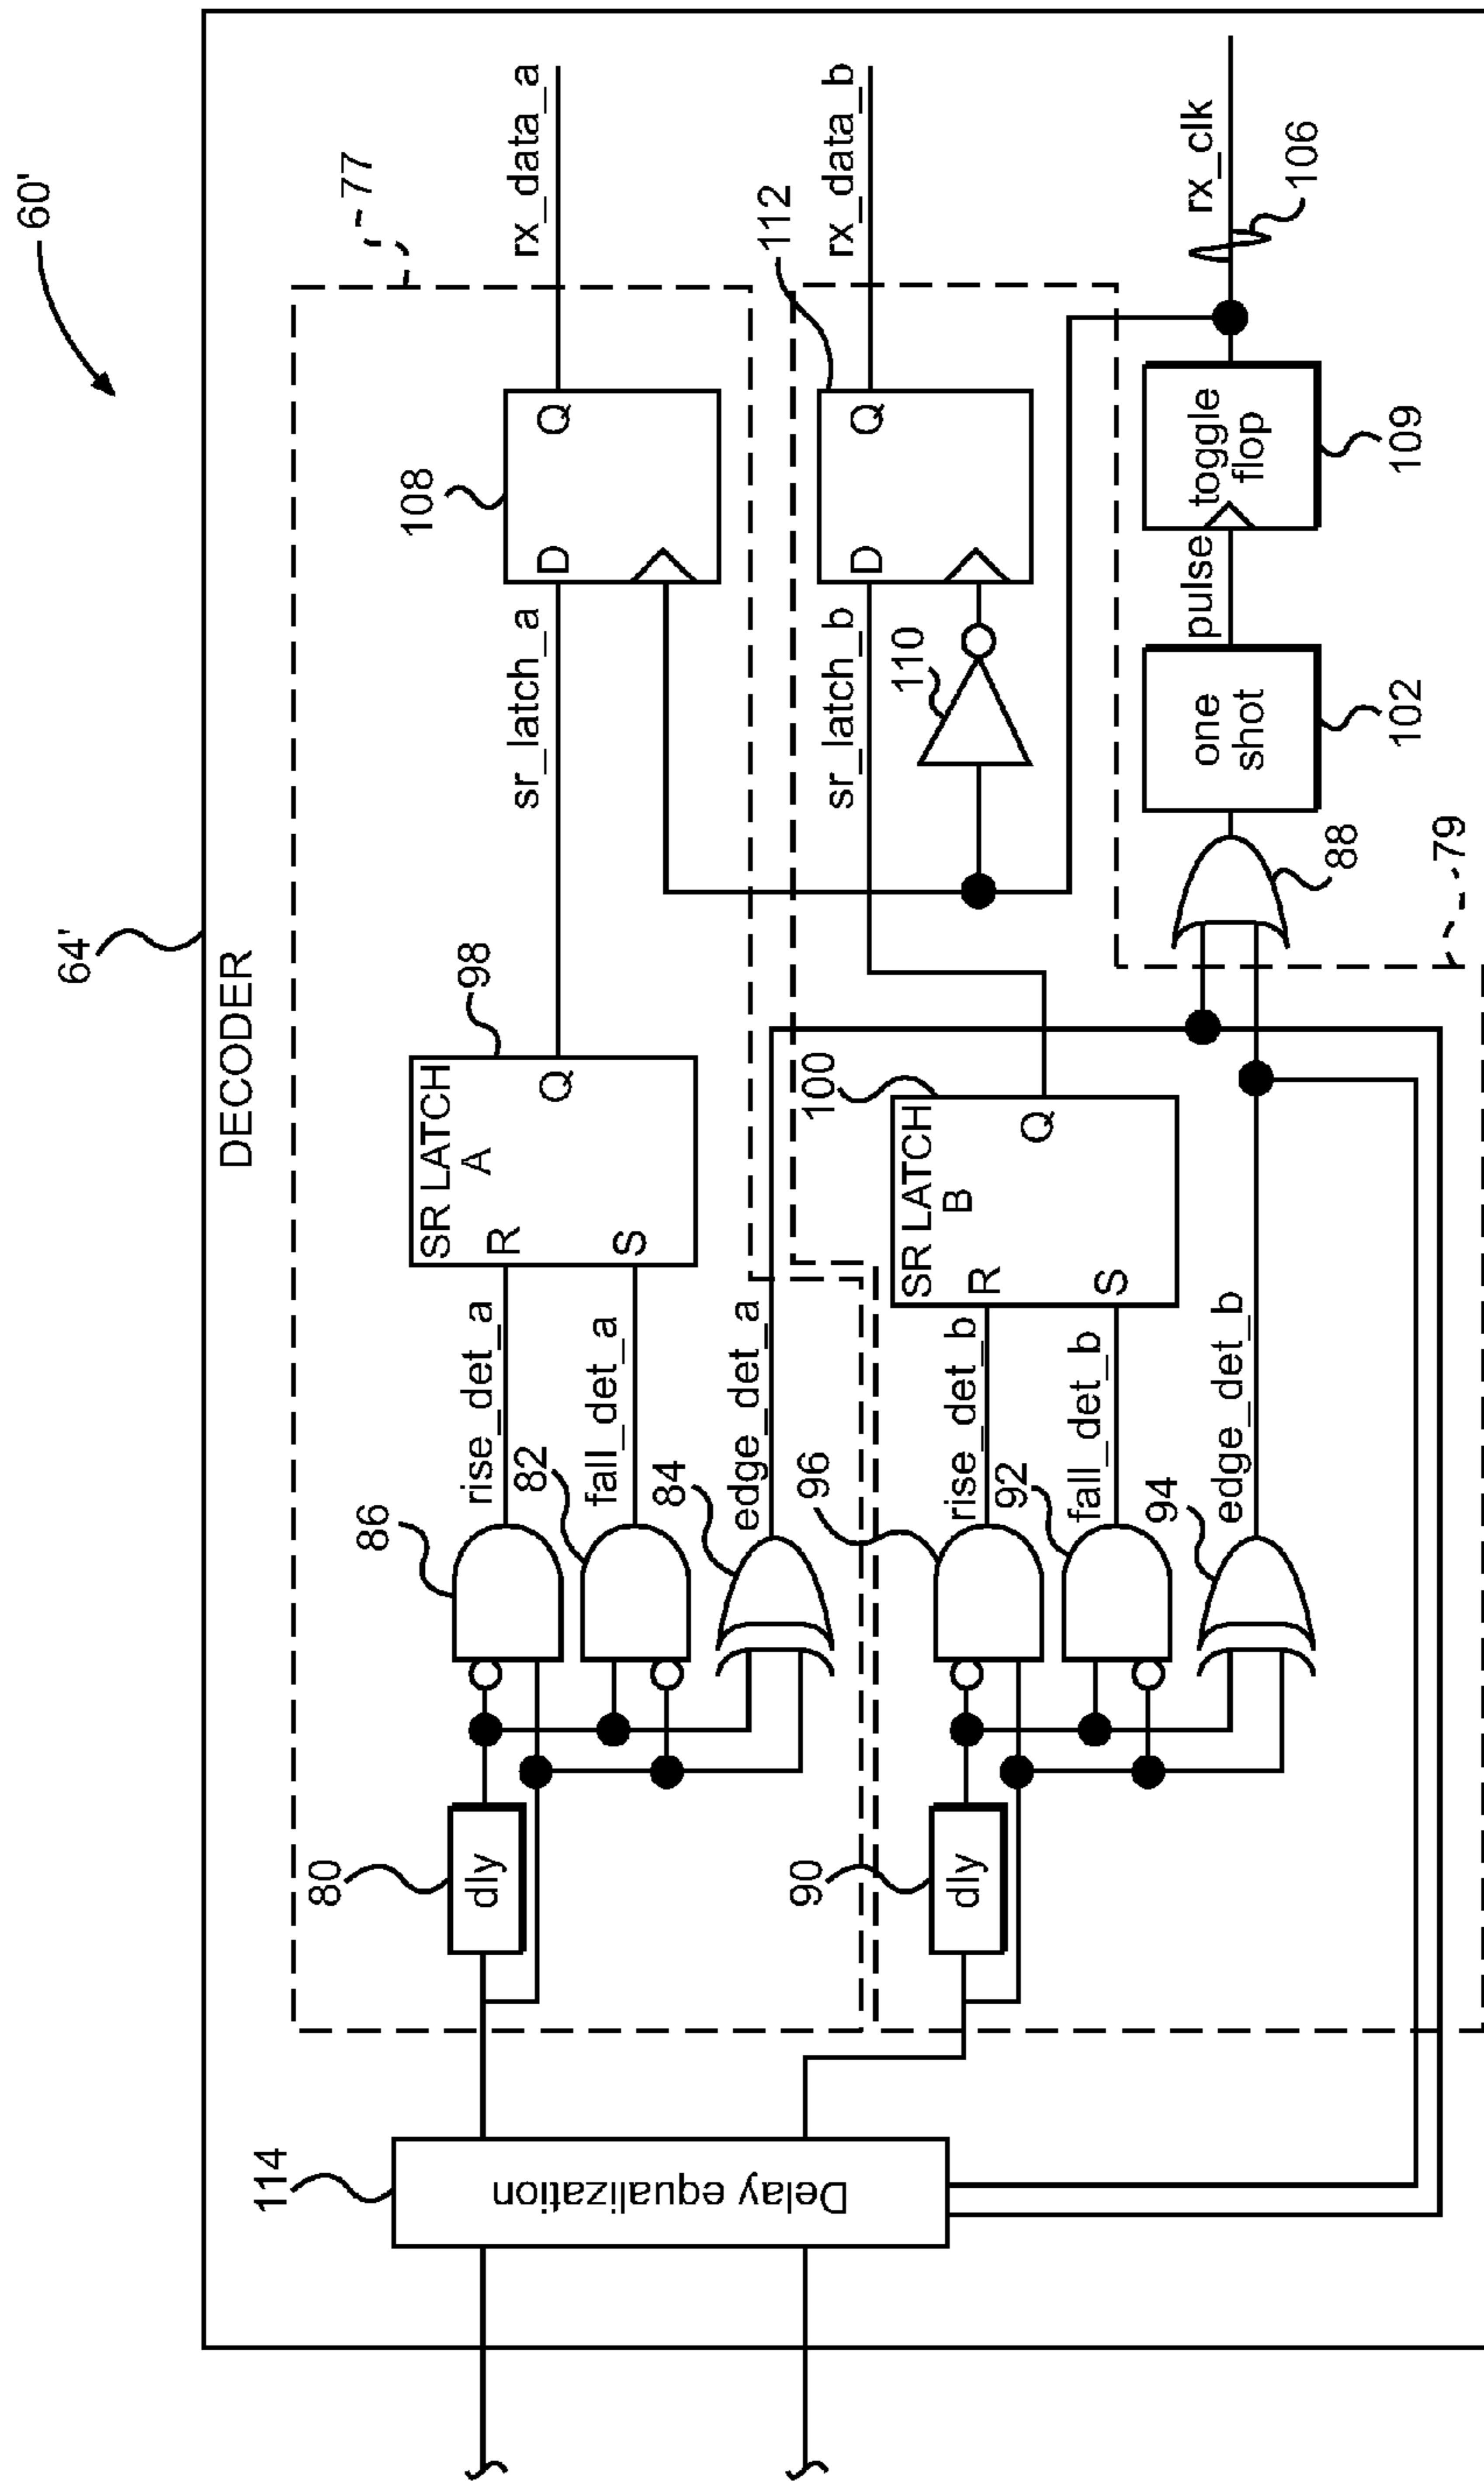 60'
64'
DECODER
77
114
Delay equalization
80
dly
86
rise_det_a
82
fall_det_a
84
edge_det_a
98
SR LATCH
A
R
S
Q
sr_latch_a
108
D
Q
rx_data_a
90
dly
96
rise_det_b
92
fall_det_b
94
edge_det_b
100
SR LATCH
B
R
S
Q
sr_latch_b
110
112
D
Q
rx_data_b
79
88
one
shot
102
pulse
toggle
flop
109
rx_clk
106